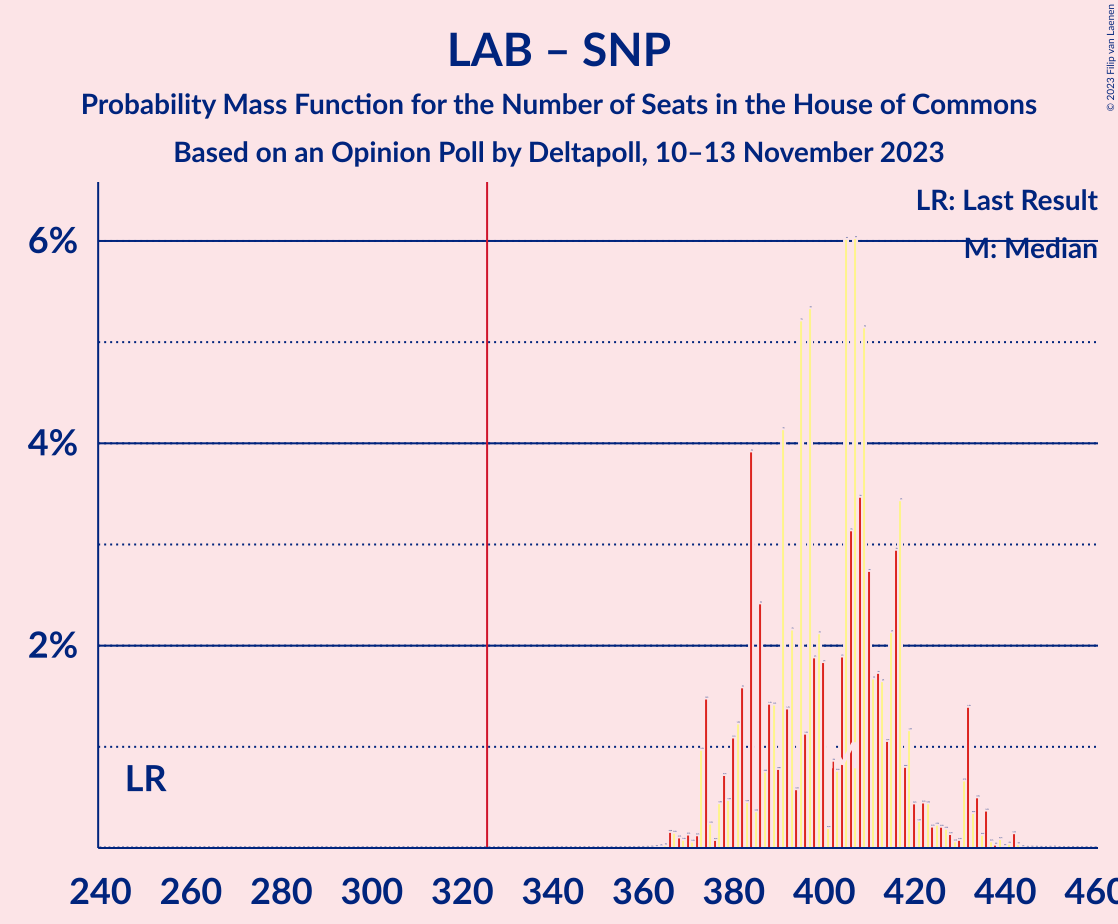 LAB – SNP
Probability Mass Function for the Number of Seats in the House of Commons
Based on an Opinion Poll by Deltapoll, 10–13 November 2023
© 2023 Filip van Laenen
LR: Last Result
M: Median
6%
4%
2%
LR
240 260 280 300 320 340 360 380 400 420 440 460